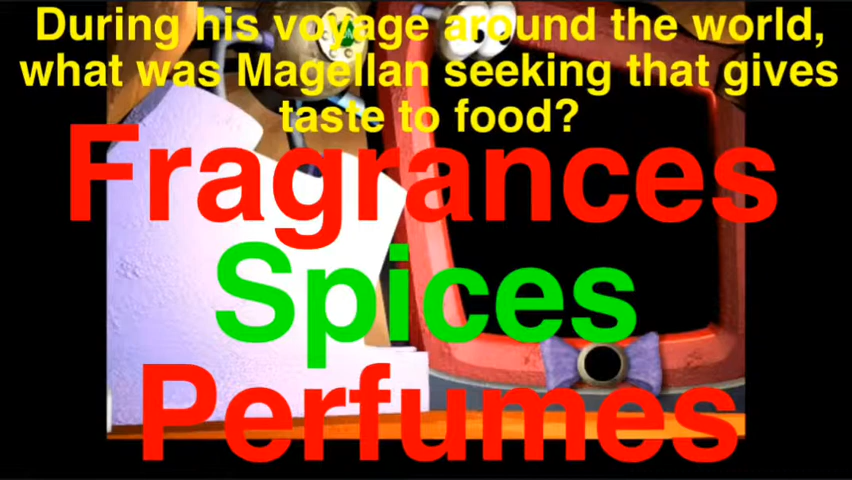 During his voyage around the world,
what was Magellan seeking that gives
taste to food?
Fragrances
Spices
Perfumes